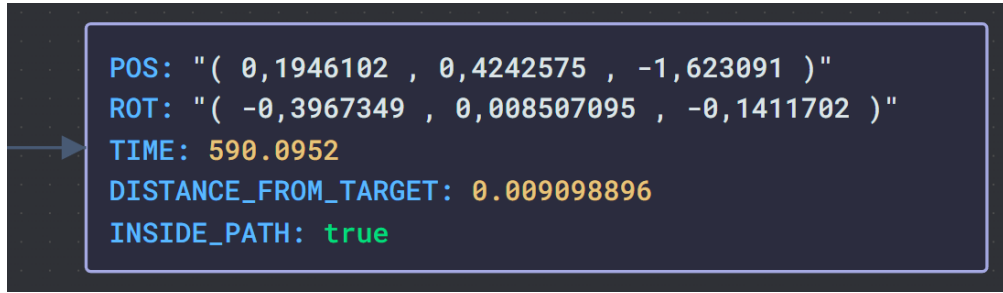 POS: "( 0,1946102 , 0,4242575 , -1,623091 )"
ROT: "( -0,3967349 , 0,008507095 , -0,1411702 )"
TIME: 590.0952
DISTANCE_FROM_TARGET: 0.009098896
INSIDE_PATH: true